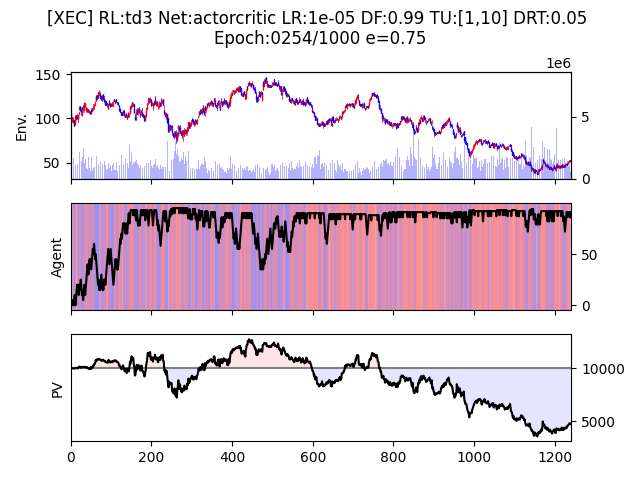 [XEC] RL:td3 Net:actorcritic LR:1e-05 DF:0.99 TU:[1,10] DRT:0.05
Epoch:0254/1000 e=0.75
1e6
150
100
50
Env.
5
0
Agent
50
0
PV
10000
5000
0 200 400 600 800 1000 1200